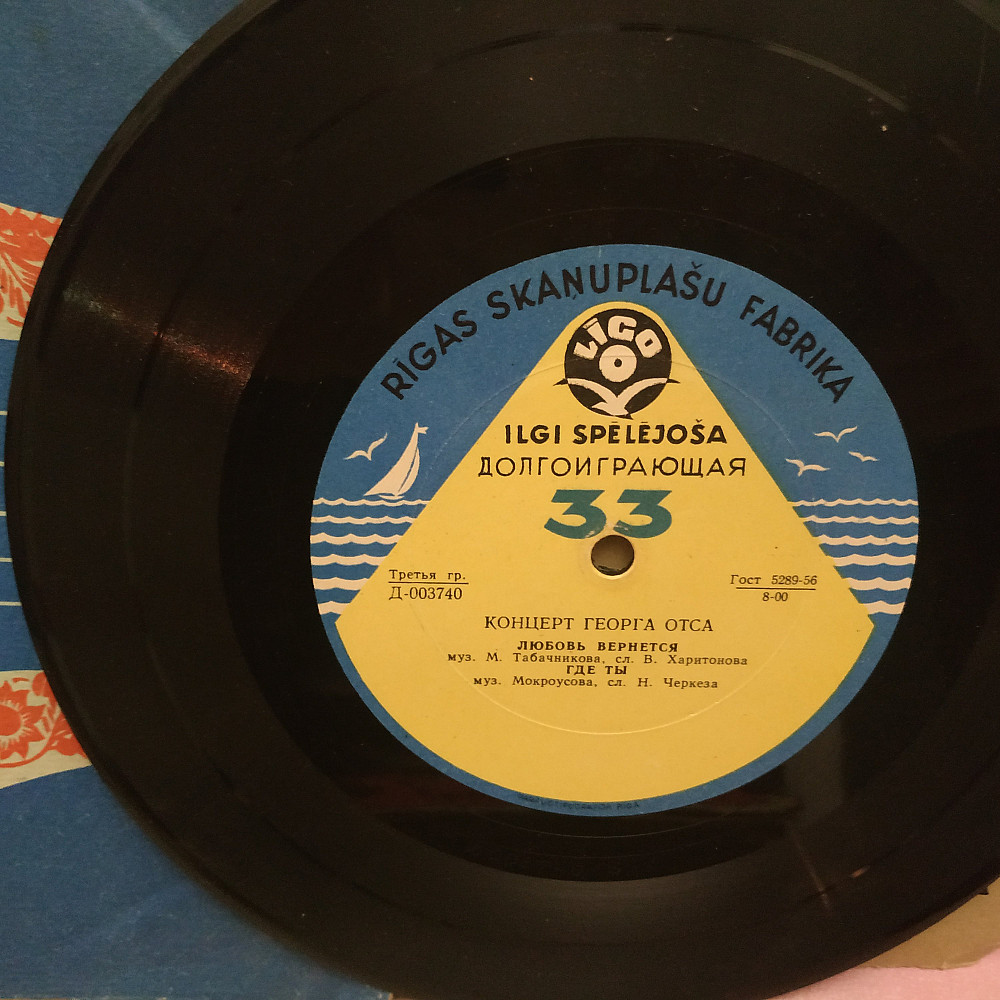 RĪGAS SKAŅUPLAŠU FABRIKA
LĪGO
ILGI SPĒLĒJOŠA
ДОЛГОИГРАЮЩАЯ
33
Третья гр.
Д-003740
Гост 5289-56
8-00
КОНЦЕРТ ГЕОРГА ОТСА
ЛЮБОВЬ ВЕРНЕТСЯ
муз. М. Табачникова, сл. В. Харитонова
ГДЕ ТЫ
муз. Мокроусова, сл. Н. Черкеза